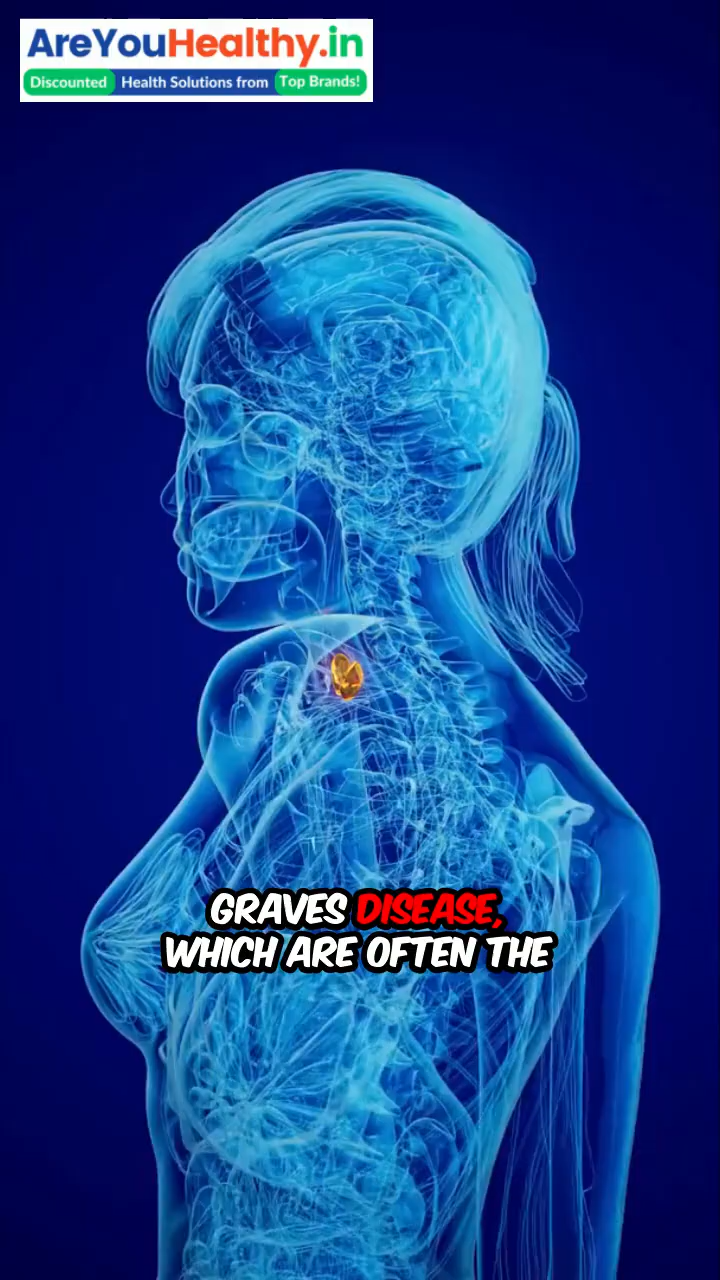 AreYouHealthy.in
Discounted Health Solutions from Top Brands!
GRAVES DISEASE,
WHICH ARE OFTEN THE